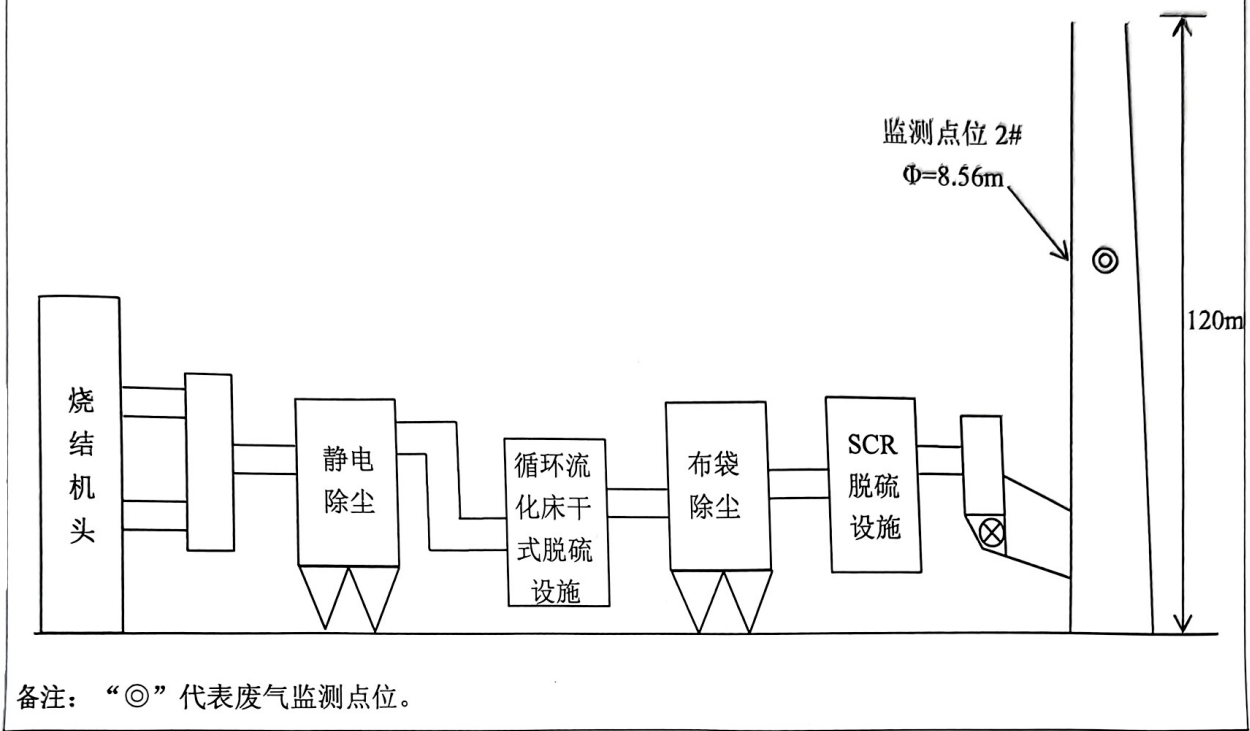 监测点位 2#
Φ=8.56m
120m
烧
结
机
头
静电
除尘
循环流
化床干
式脱硫
设施
布袋
除尘
SCR
脱硫
设施
备注：“◎”代表废气监测点位。